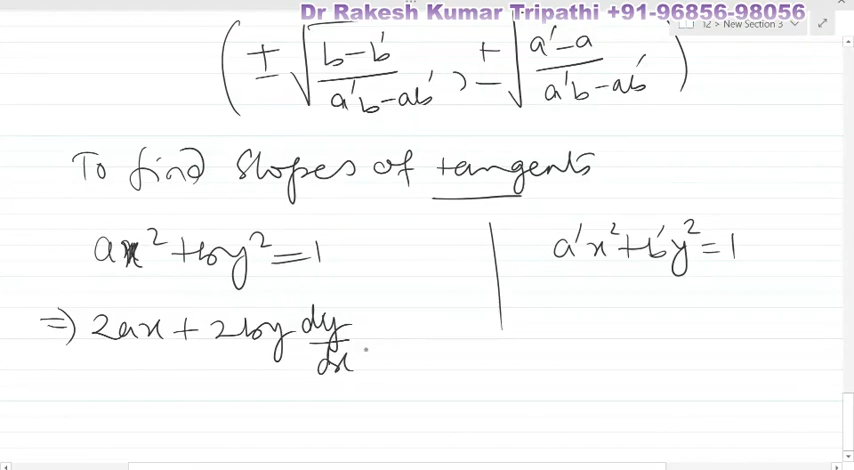 Dr Rakesh Kumar Tripathi +91-96856-98056
12 > New Section 3
(±√((b-b')/(a'b-ab')), ±√((a'-a)/(a'b-ab')))
To find slopes of tangents
ax²+by²=1 | a'x²+b'y²=1
⇒ 2ax + 2by dy/dx